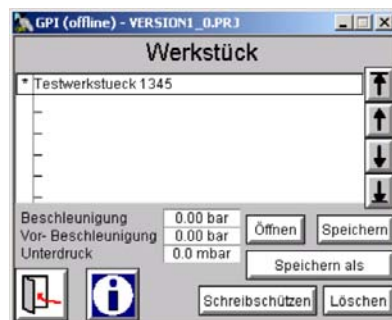 GPI (offline) - VERSION1_0.PRJ
Werkstück
* Testwerkstueck 1345
Beschleunigung 0.00 bar
Vor- Beschleunigung 0.00 bar
Unterdruck 0.0 mbar
Öffnen Speichern
Speichern als
Schreibschützen Löschen